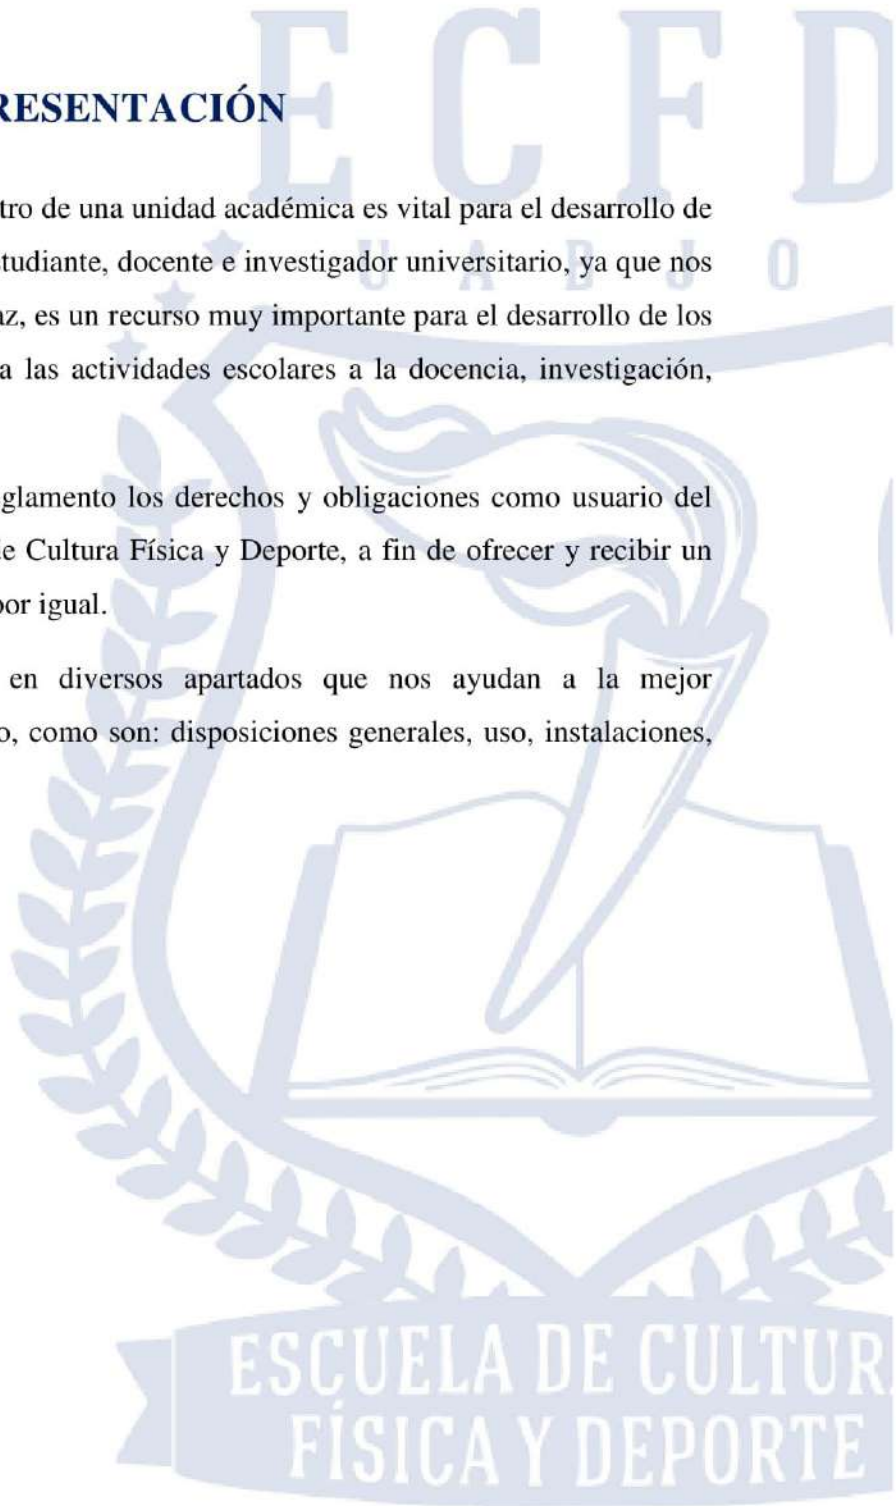 E C F D
RESENTACIÓN
tro de una unidad académica es vital para el desarrollo de
studiante, docente e investigador universitario, ya que nos
U A B J O
az, es un recurso muy importante para el desarrollo de los
a las actividades escolares a la docencia, investigación,
eglamento los derechos y obligaciones como usuario del
de Cultura Física y Deporte, a fin de ofrecer y recibir un
por igual.
en diversos apartados que nos ayudan a la mejor
o, como son: disposiciones generales, uso, instalaciones,
ESCUELA DE CULTUR
FÍSICA Y DEPORTE